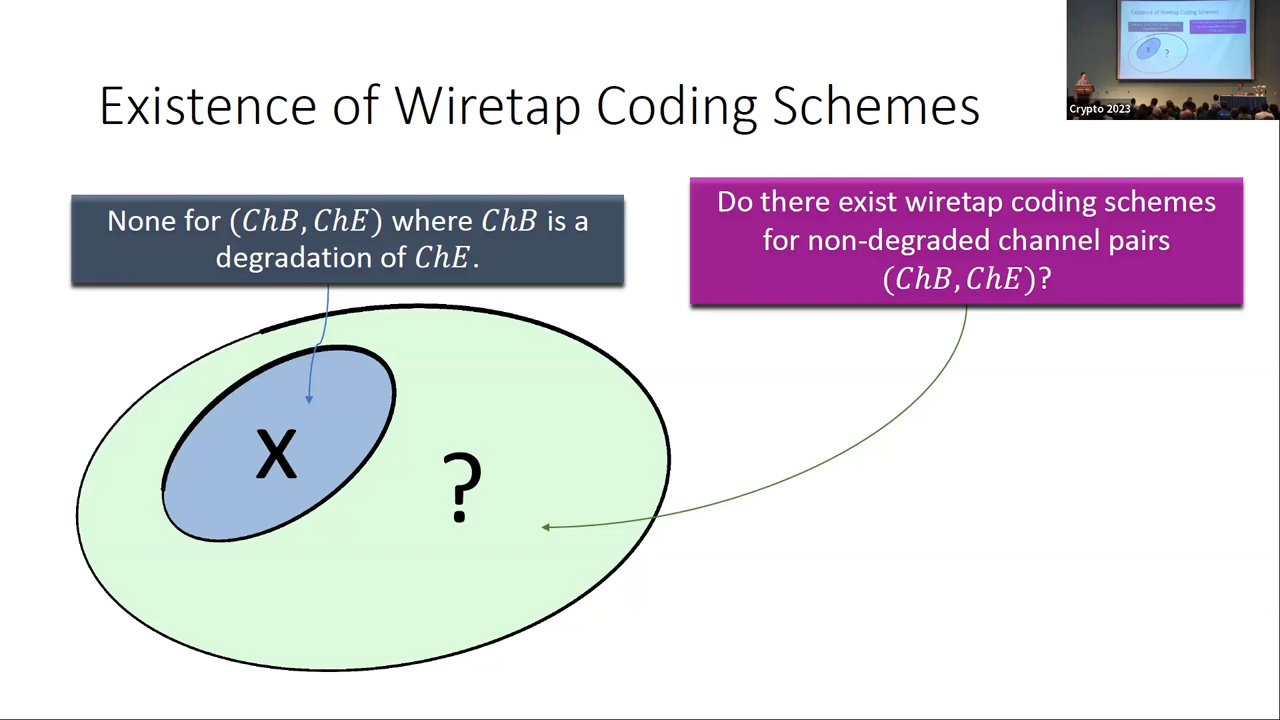 Existence of Wiretap Coding Schemes
Crypto 2023
None for (ChB, ChE) where ChB is a
degradation of ChE.
Do there exist wiretap coding schemes
for non-degraded channel pairs
(ChB, ChE)?
X
?